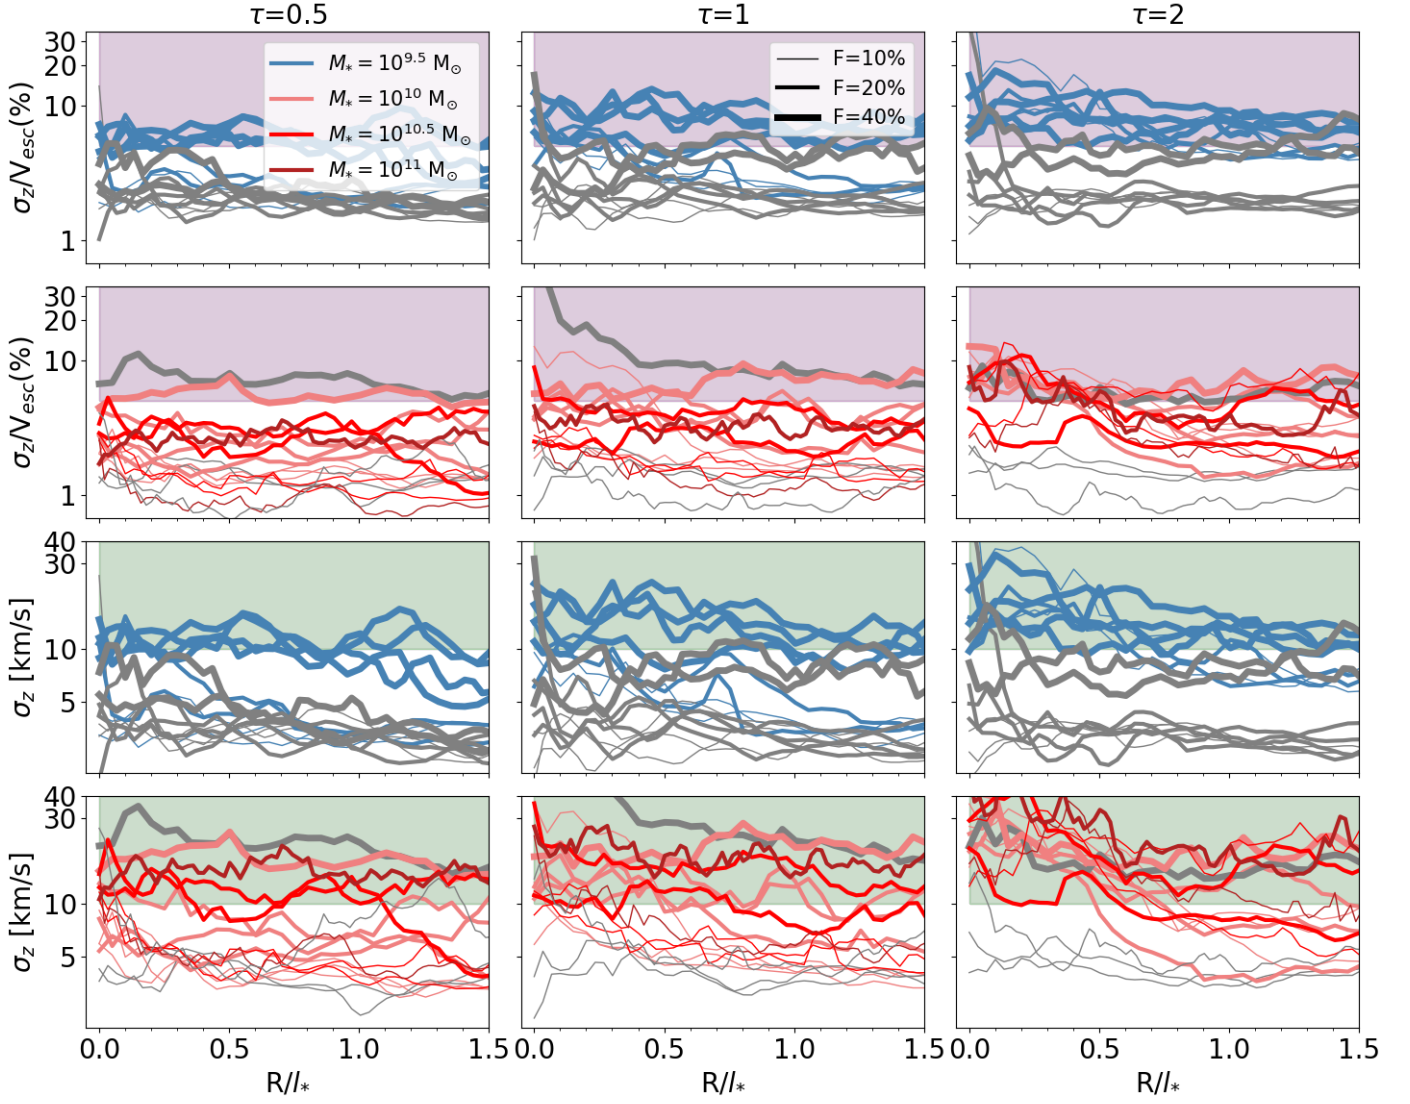 τ=0.5 τ=1 τ=2
30
20
10
1
σz/Vesc(%)
M* = 10^9.5 M⊙
M* = 10^10 M⊙
M* = 10^10.5 M⊙
M* = 10^11 M⊙
F=10%
F=20%
F=40%
30
20
10
1
σz/Vesc(%)
40
30
10
5
σz [km/s]
40
30
10
5
σz [km/s]
0.0 0.5 1.0 1.5 0.0 0.5 1.0 1.5 0.0 0.5 1.0 1.5
R/l* R/l* R/l*